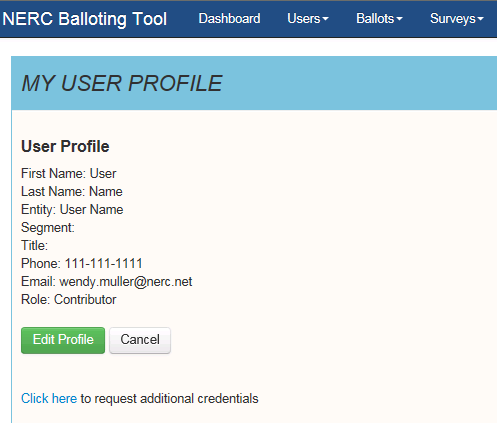 NERC Balloting Tool Dashboard Users Ballots Surveys
MY USER PROFILE
User Profile
First Name: User
Last Name: Name
Entity: User Name
Segment:
Title:
Phone: 111-111-1111
Email: wendy.muller@nerc.net
Role: Contributor
Edit Profile Cancel
Click here to request additional credentials